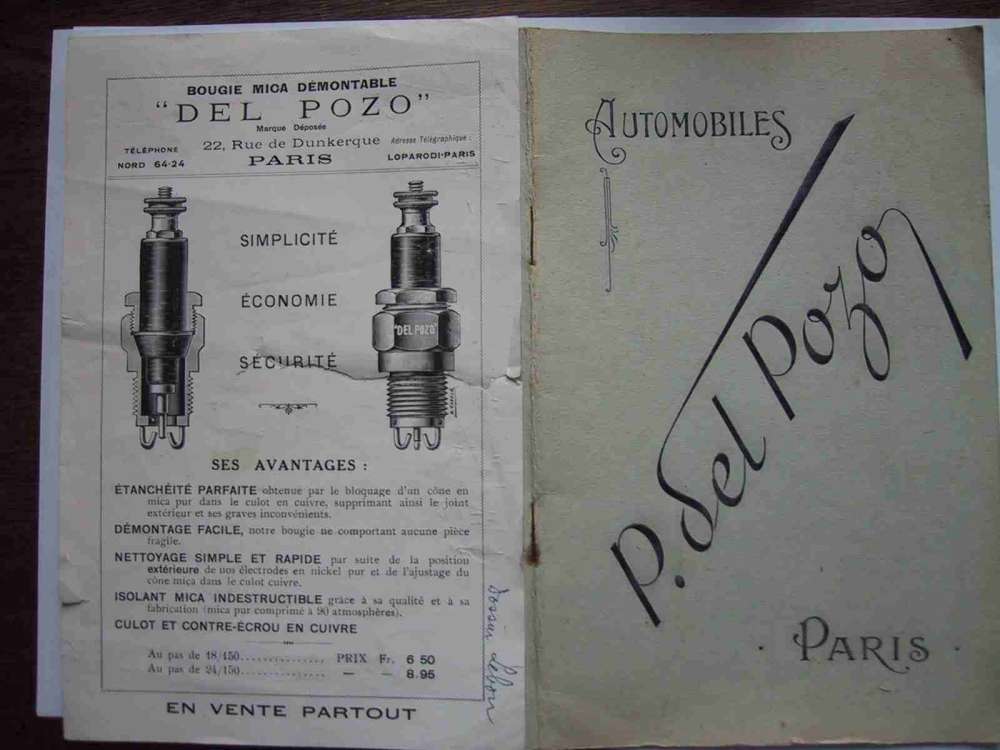 BOUGIE MICA DÉMONTABLE
"DEL POZO"
Marque Déposée
TÉLÉPHONE
NORD 64-24
22, Rue de Dunkerque
PARIS
Adresse Télégraphique :
LOPARODI-PARIS
SIMPLICITÉ
ÉCONOMIE
SÉCURITÉ
"DEL POZO"
SES AVANTAGES :
ÉTANCHÉITÉ PARFAITE obtenue par le bloquage d'un cône en
mica pur dans le culot en cuivre, supprimant ainsi le joint
extérieur et ses graves inconvénients.
DÉMONTAGE FACILE, notre bougie ne comportant aucune pièce
fragile.
NETTOYAGE SIMPLE ET RAPIDE par suite de la position
extérieure de nos électrodes en nickel pur et de l'ajustage du
cône mica dans le culot cuivre.
ISOLANT MICA INDESTRUCTIBLE grâce à sa qualité et à sa
fabrication (mica pur comprimé à 90 atmosphères).
CULOT ET CONTRE-ÉCROU EN CUIVRE
Au pas de 18/150............... PRIX Fr. 6 50
Au pas de 24/150............... — — 8.95
EN VENTE PARTOUT
Dossier
AUTOMOBILES
P. del Pozo
· PARIS ·